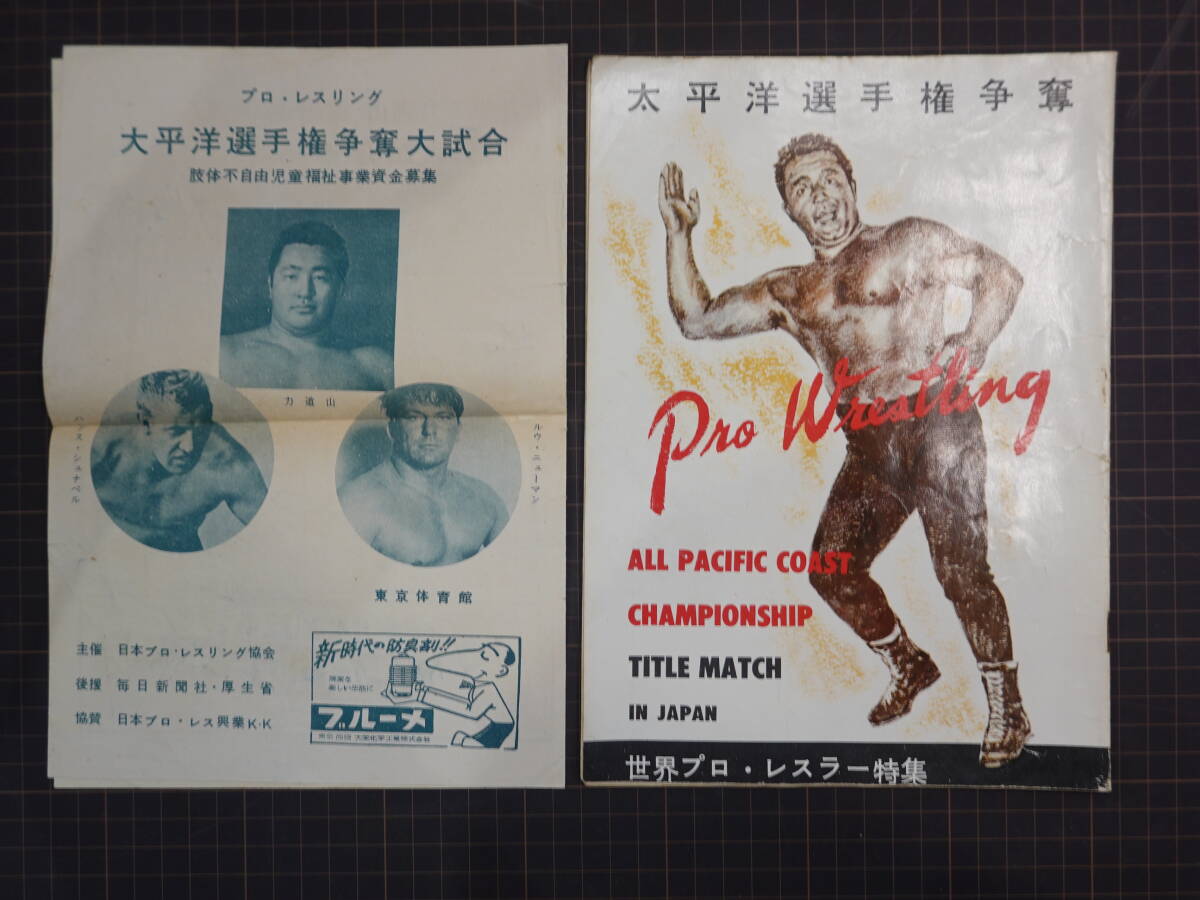 プロ・レスリング
大平洋選手権争奪大試合
肢体不自由児童福祉事業資金募集
力道山
ハンス・シュナベル
ルウ・ニューマン
東京体育館
主催 日本プロ・レスリング協会
後援 毎日新聞社・厚生省
協賛 日本プロ・レス興業K・K
新時代の防臭剤!!
ブルーメ
太平洋選手権争奪
Pro Wrestling
ALL PACIFIC COAST
CHAMPIONSHIP
TITLE MATCH
IN JAPAN
世界プロ・レスラー特集